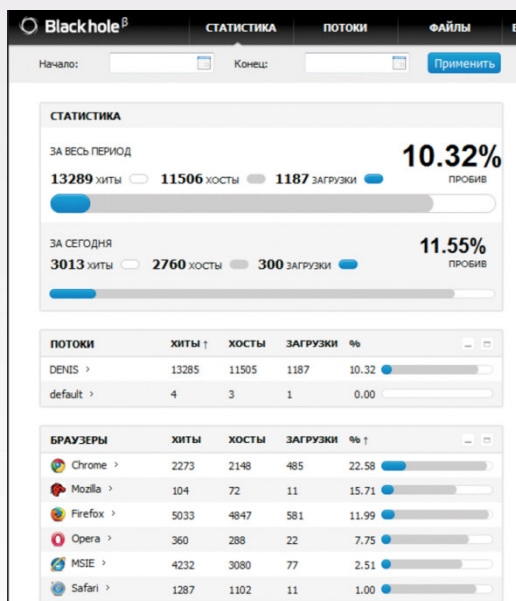 Blackhole β СТАТИСТИКА ПОТОКИ ФАЙЛЫ
Начало: Конец: Применить
СТАТИСТИКА
ЗА ВЕСЬ ПЕРИОД 10.32%
13289 ХИТЫ 11506 ХОСТЫ 1187 ЗАГРУЗКИ ПРОБИВ
ЗА СЕГОДНЯ 11.55%
3013 ХИТЫ 2760 ХОСТЫ 300 ЗАГРУЗКИ ПРОБИВ
ПОТОКИ ХИТЫ ↑ ХОСТЫ ЗАГРУЗКИ %
DENIS > 13285 11505 1187 10.32
default > 4 3 1 0.00
БРАУЗЕРЫ ХИТЫ ХОСТЫ ЗАГРУЗКИ % ↑
Chrome > 2273 2148 485 22.58
Mozilla > 104 72 11 15.71
Firefox > 5033 4847 581 11.99
Opera > 360 288 22 7.75
MSIE > 4232 3080 77 2.51
Safari > 1287 1102 11 1.00